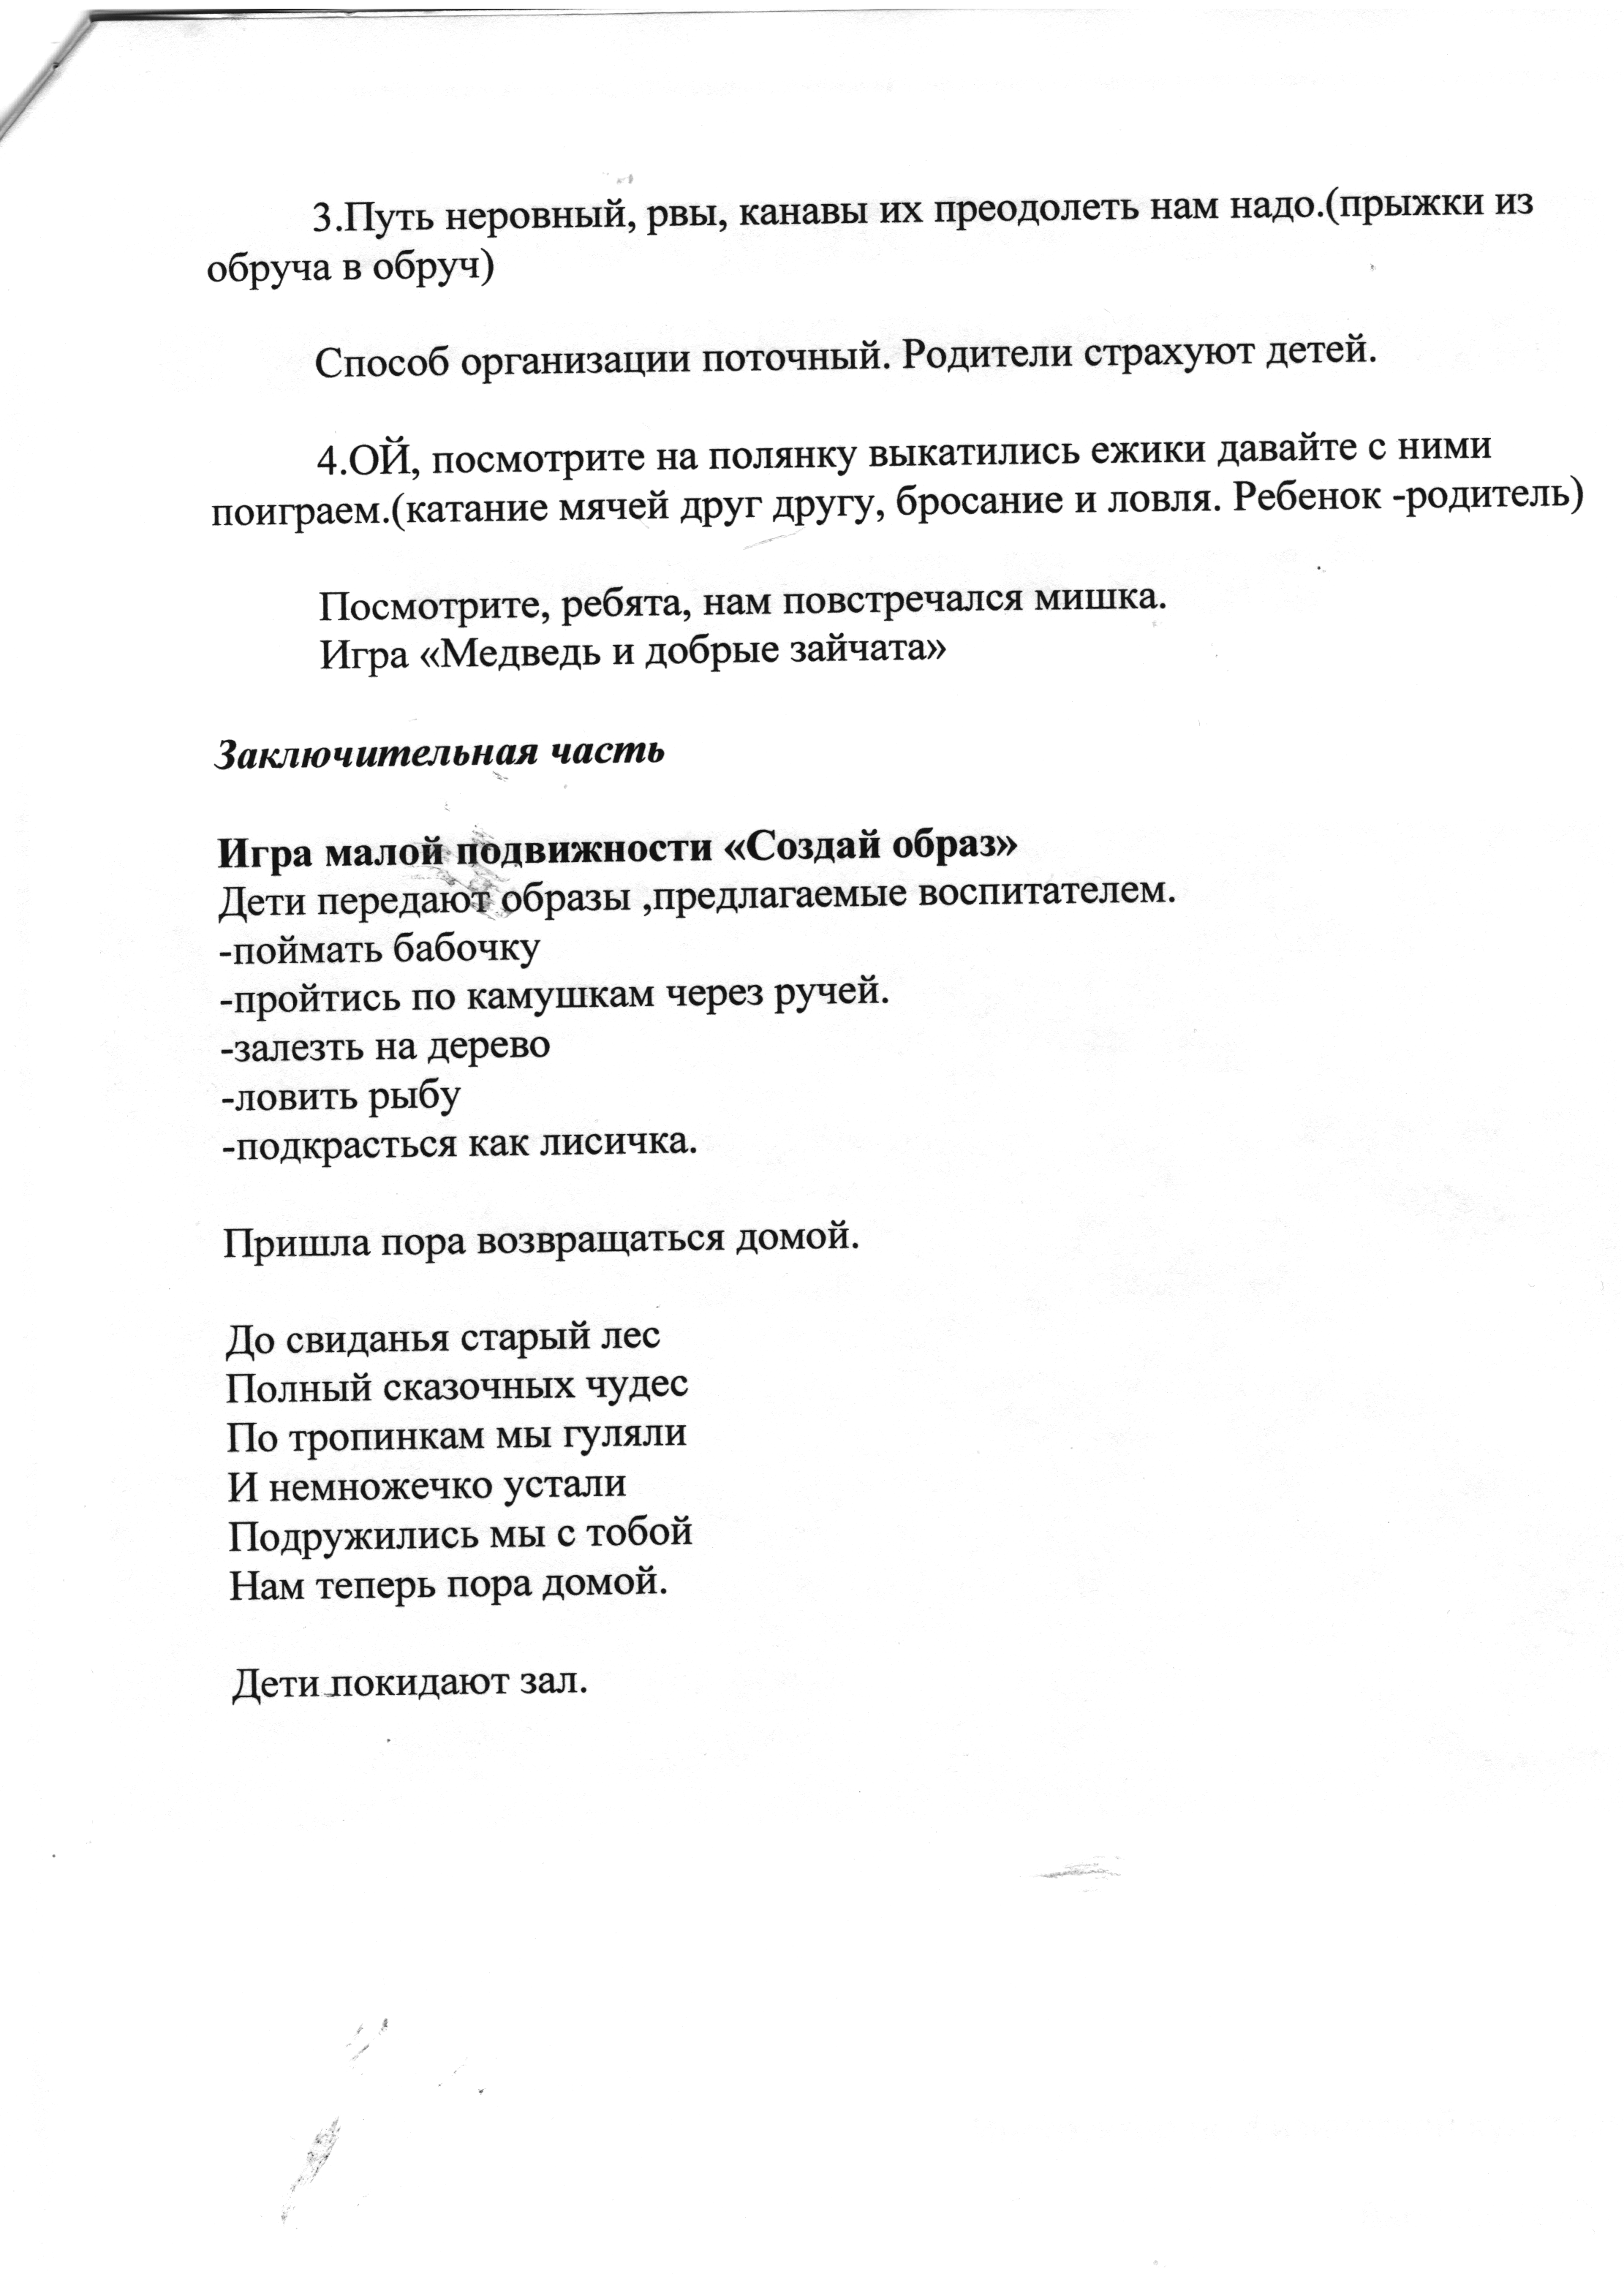 3.Путь неровный, рвы, канавы их преодолеть нам надо.(прыжки из
обруча в обруч)
Способ организации поточный. Родители страхуют детей.
4.ОЙ, посмотрите на полянку выкатились ежики давайте с ними
поиграем.(катание мячей друг другу, бросание и ловля. Ребенок -родитель)
Посмотрите, ребята, нам повстречался мишка.
Игра «Медведь и добрые зайчата»
Заключительная часть
Игра малой подвижности «Создай образ»
Дети передают образы ,предлагаемые воспитателем.
-поймать бабочку
-пройтись по камушкам через ручей.
-залезть на дерево
-ловить рыбу
-подкрасться как лисичка.
Пришла пора возвращаться домой.
До свиданья старый лес
Полный сказочных чудес
По тропинкам мы гуляли
И немножечко устали
Подружились мы с тобой
Нам теперь пора домой.
Дети покидают зал.